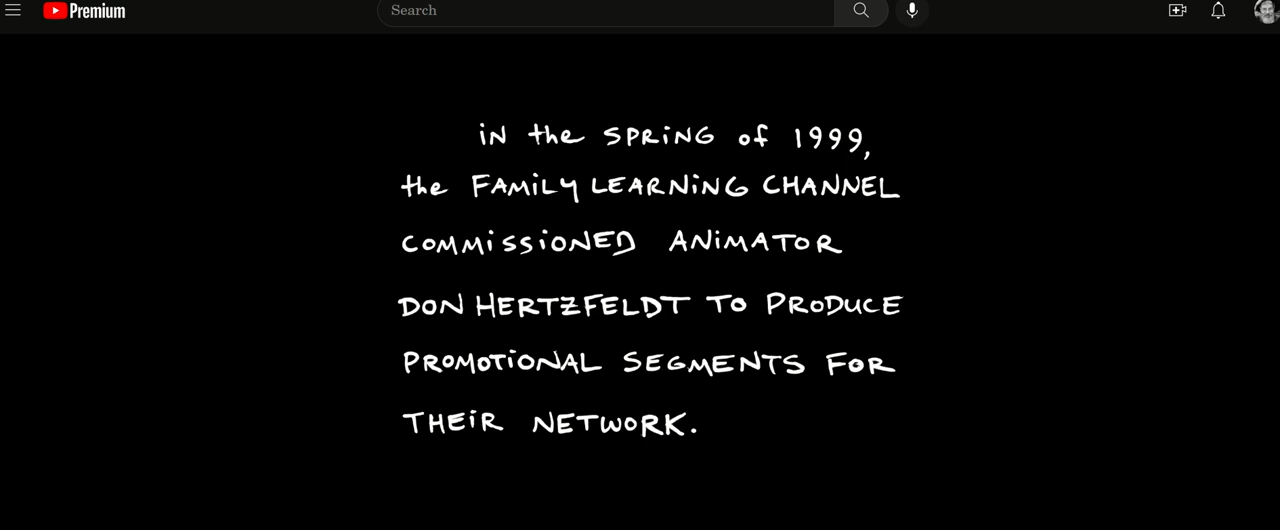 Premium
Search
in the SPRiNG of 1999,
the FAMiLY LEARNiNG CHANNEL
COMMiSSiONED ANiMATOR
DON HERTZFELDT TO PRODUCE
PROMOTiONAL SEGMENTS FOR
THEiR NETWORK.